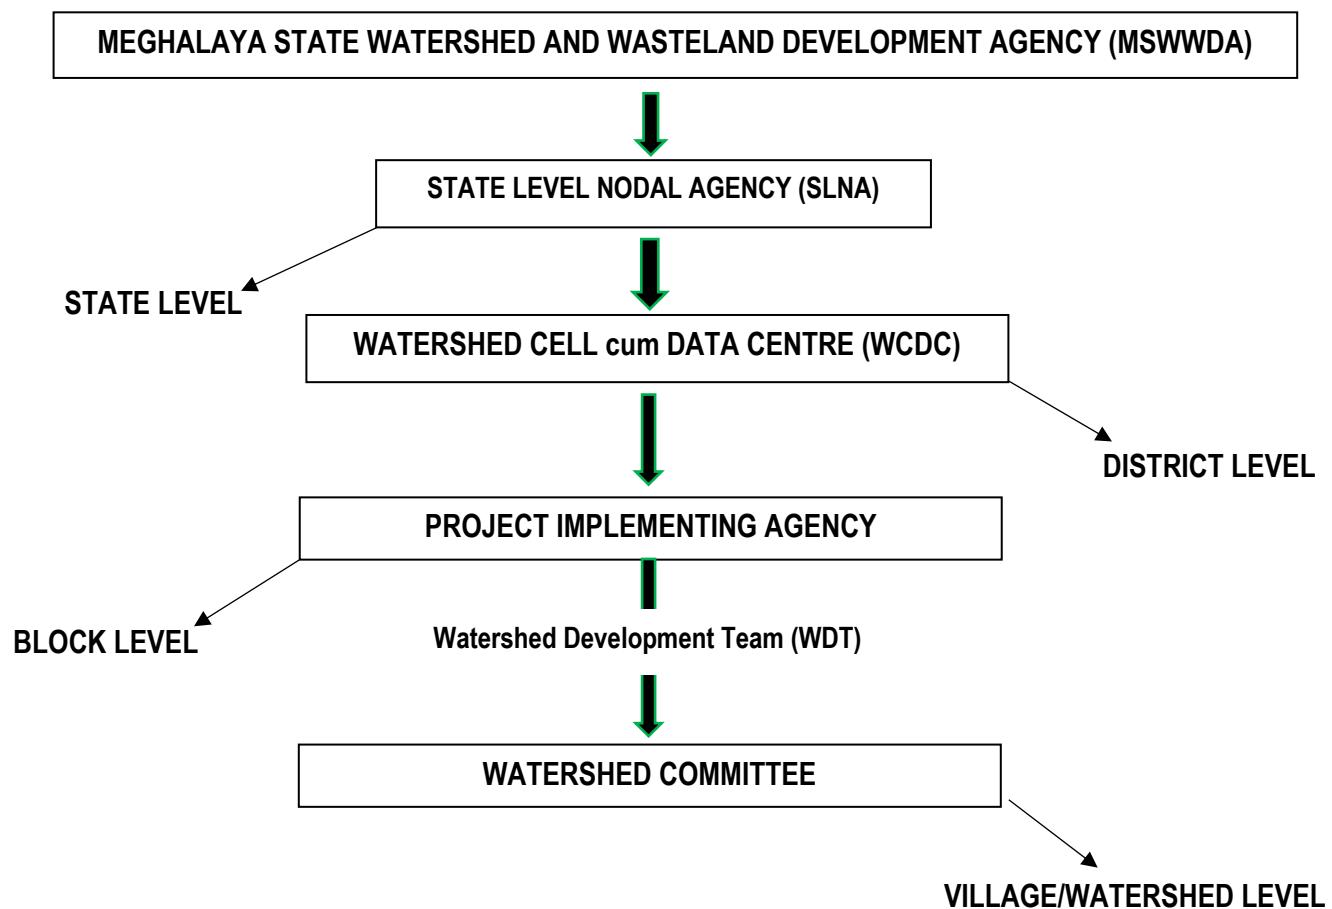 MEGHALAYA STATE WATERSHED AND WASTELAND DEVELOPMENT AGENCY (MSWWDA)
STATE LEVEL NODAL AGENCY (SLNA)
STATE LEVEL
WATERSHED CELL cum DATA CENTRE (WCDC)
DISTRICT LEVEL
PROJECT IMPLEMENTING AGENCY
BLOCK LEVEL
Watershed Development Team (WDT)
WATERSHED COMMITTEE
VILLAGE/WATERSHED LEVEL